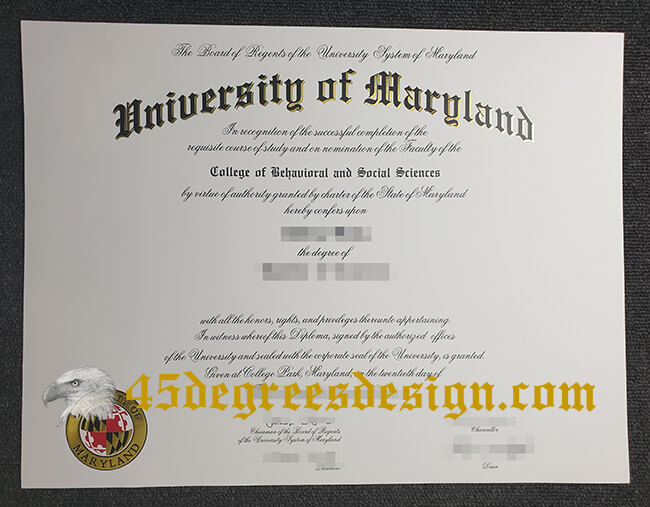 The Board of Regents of the University System of Maryland
University of Maryland
In recognition of the successful completion of the
requisite course of study and on nomination of the Faculty of the
College of Behavioral and Social Sciences
by virtue of authority granted by charter of the State of Maryland
hereby confers upon
the degree of
with all the honors, rights, and privileges thereunto appertaining.
In witness whereof this Diploma, signed by the authorized offices
of the University and sealed with the corporate seal of the University, is granted.
Given at College Park, Maryland, on the twentieth day of
45degreesdesign.com
Chairman of the Board of Regents
of the University System of Maryland
Chancellor
Dean
MARYLAND